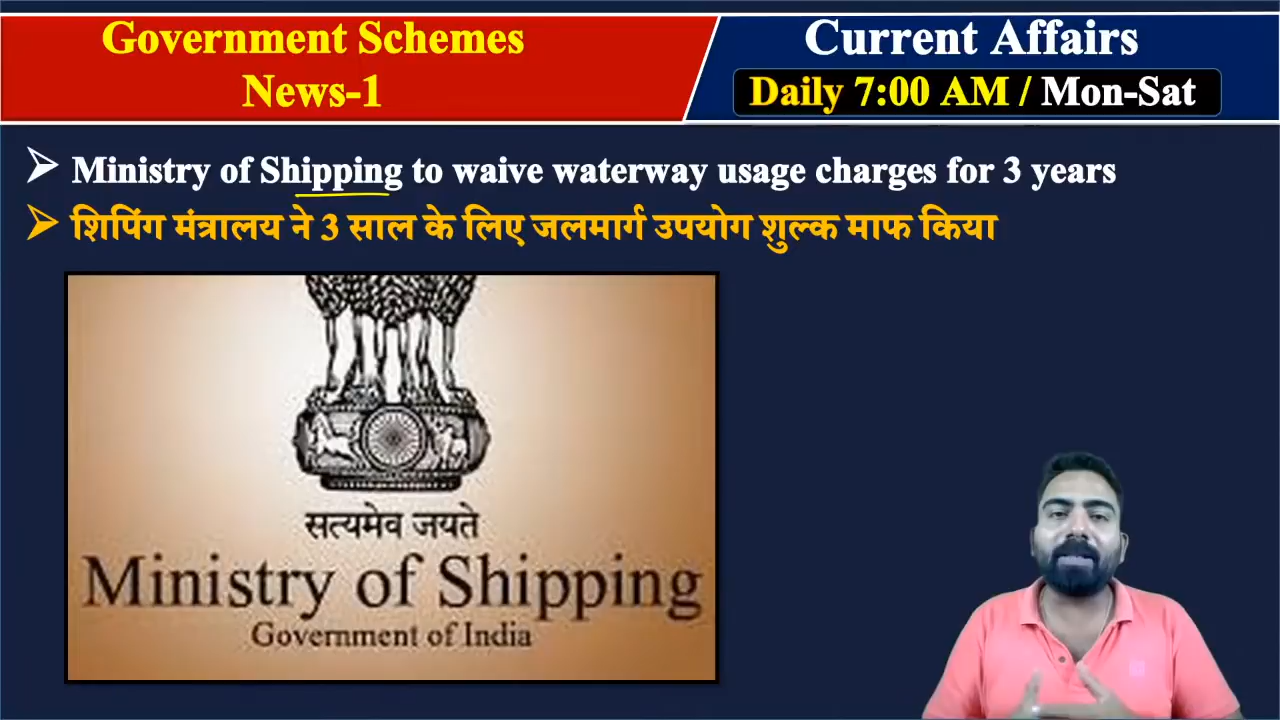 Government Schemes
News-1
Current Affairs
Daily 7:00 AM / Mon-Sat
Ministry of Shipping to waive waterway usage charges for 3 years
शिपिंग मंत्रालय ने 3 साल के लिए जलमार्ग उपयोग शुल्क माफ किया
सत्यमेव जयते
Ministry of Shipping
Government of India